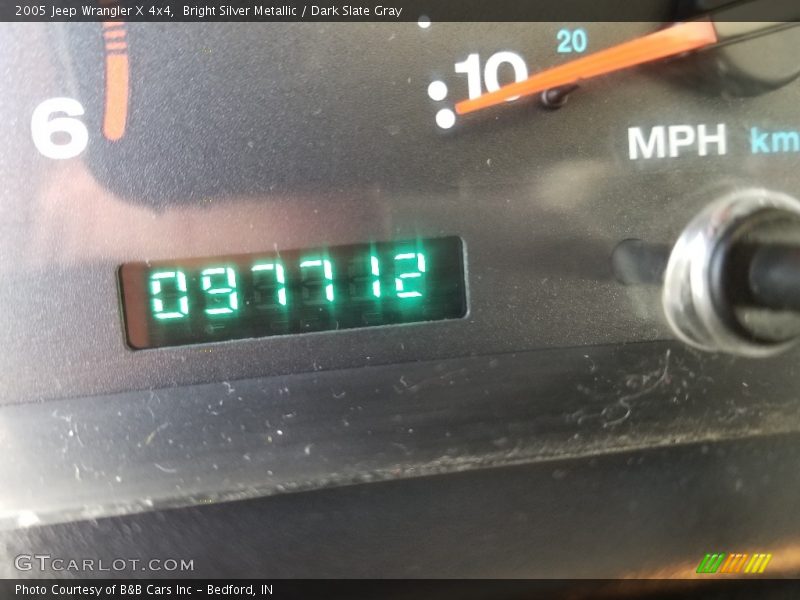 2005 Jeep Wrangler X 4x4, Bright Silver Metallic / Dark Slate Gray
20
10
6
MPH km
097712
GTCARLOT.COM
Photo Courtesy of B&B Cars Inc - Bedford, IN